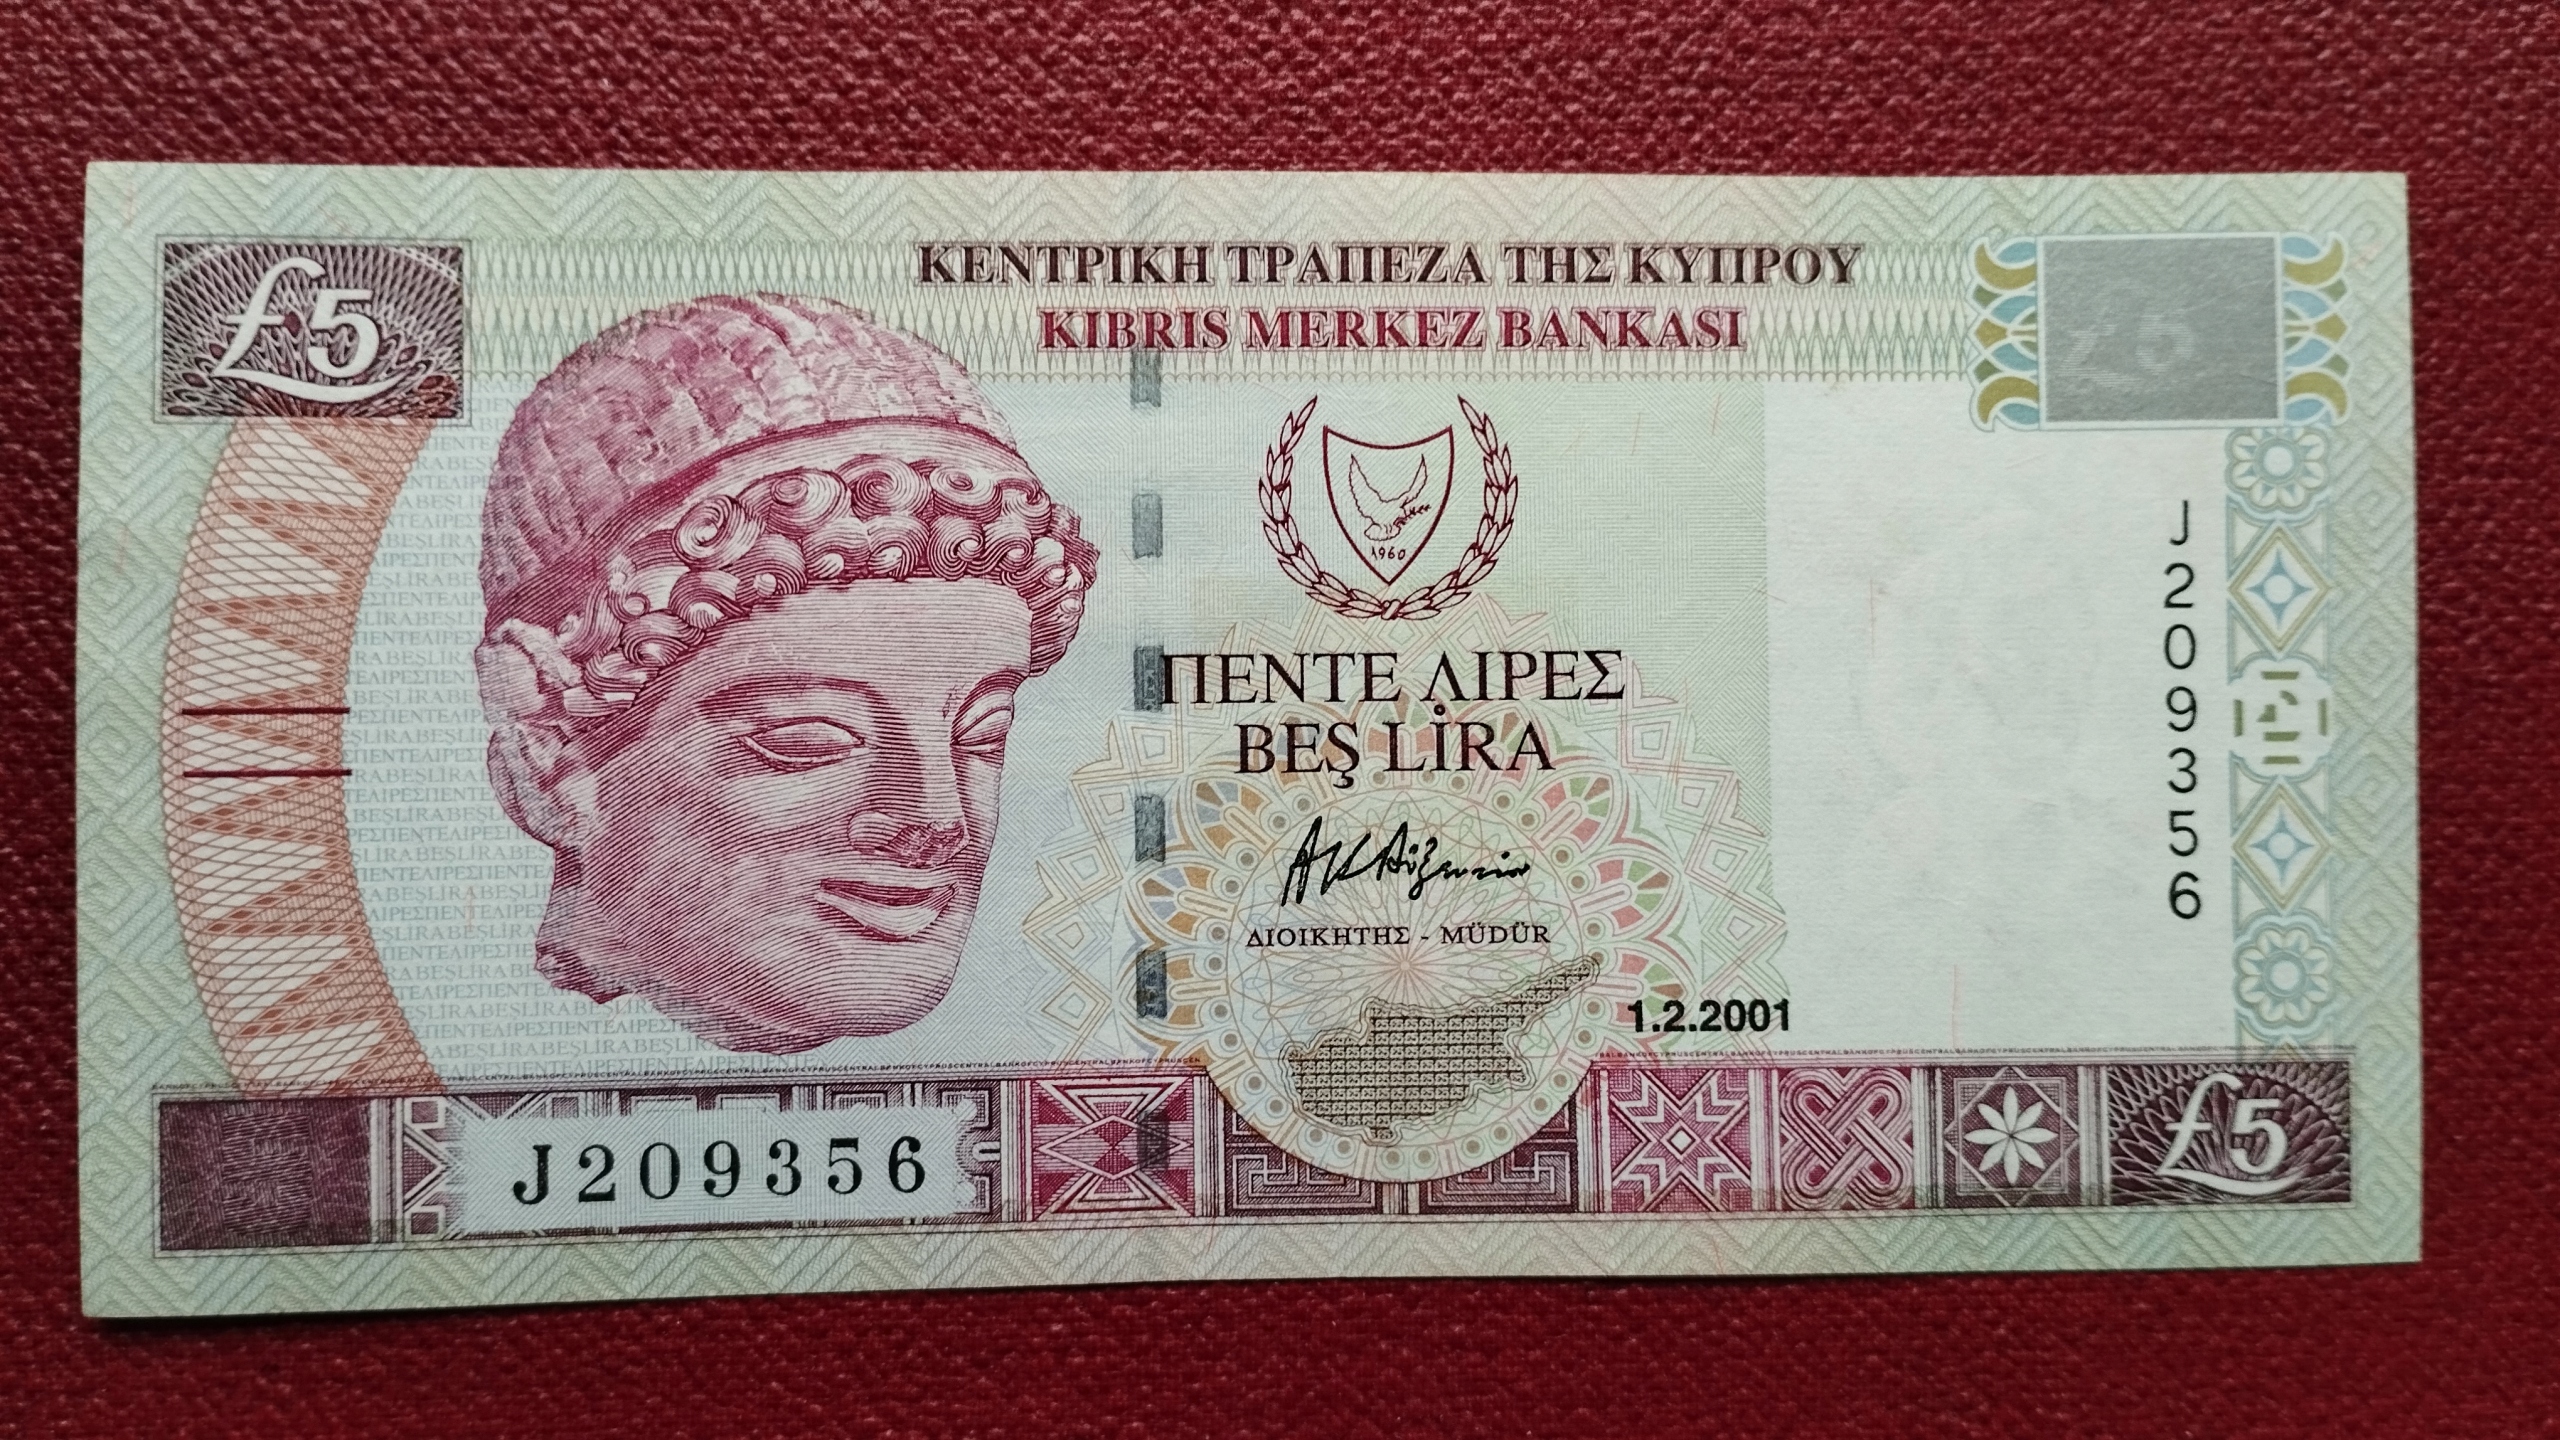 £5
ΚΕΝΤΡΙΚΗ ΤΡΑΠΕΖΑ ΤΗΣ ΚΥΠΡΟΥ
KIBRIS MERKEZ BANKASI
£5
1960
ΠΕΝΤΕ ΛΙΡΕΣ
BEŞ LİRA
ΔΙΟΙΚΗΤΗΣ - MÜDÜR
1.2.2001
J209356
J209356
£5